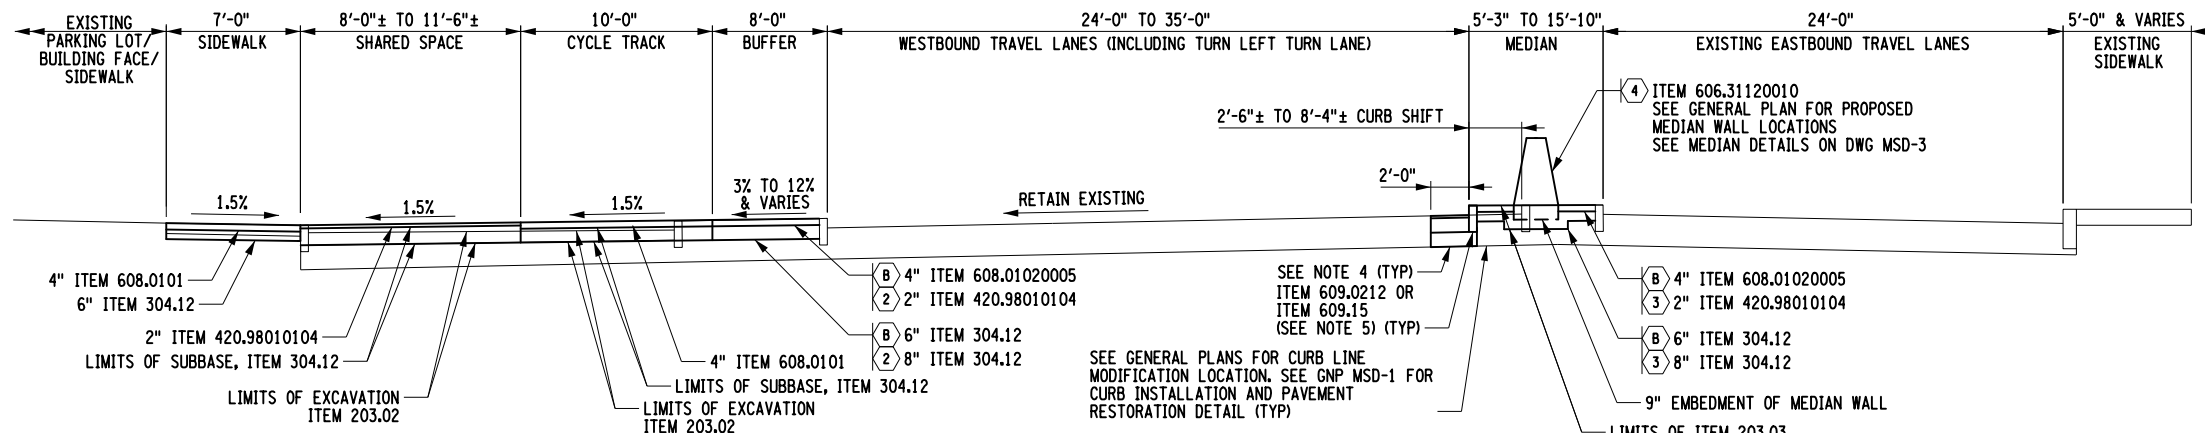 EXISTING
PARKING LOT/
BUILDING FACE/
SIDEWALK
7'-0"
SIDEWALK
8'-0"± TO 11'-6"±
SHARED SPACE
10'-0"
CYCLE TRACK
8'-0"
BUFFER
24'-0" TO 35'-0"
WESTBOUND TRAVEL LANES (INCLUDING TURN LEFT TURN LANE)
5'-3" TO 15'-10"
MEDIAN
24'-0"
EXISTING EASTBOUND TRAVEL LANES
5'-0" & VARIES
EXISTING
SIDEWALK
4 ITEM 606.31120010
SEE GENERAL PLAN FOR PROPOSED
MEDIAN WALL LOCATIONS
SEE MEDIAN DETAILS ON DWG MSD-3
2'-6"± TO 8'-4"± CURB SHIFT
2'-0"
1.5%
1.5%
1.5%
3% TO 12%
& VARIES
RETAIN EXISTING
4" ITEM 608.0101
6" ITEM 304.12
2" ITEM 420.98010104
LIMITS OF SUBBASE, ITEM 304.12
LIMITS OF EXCAVATION
ITEM 203.02
4" ITEM 608.0101
LIMITS OF SUBBASE, ITEM 304.12
LIMITS OF EXCAVATION
ITEM 203.02
B 4" ITEM 608.01020005
2 2" ITEM 420.98010104
B 6" ITEM 304.12
2 8" ITEM 304.12
SEE NOTE 4 (TYP)
ITEM 609.0212 OR
ITEM 609.15
(SEE NOTE 5) (TYP)
SEE GENERAL PLANS FOR CURB LINE
MODIFICATION LOCATION. SEE GNP MSD-1 FOR
CURB INSTALLATION AND PAVEMENT
RESTORATION DETAIL (TYP)
B 4" ITEM 608.01020005
3 2" ITEM 420.98010104
B 6" ITEM 304.12
3 8" ITEM 304.12
9" EMBEDMENT OF MEDIAN WALL
LIMITS OF ITEM 203.03